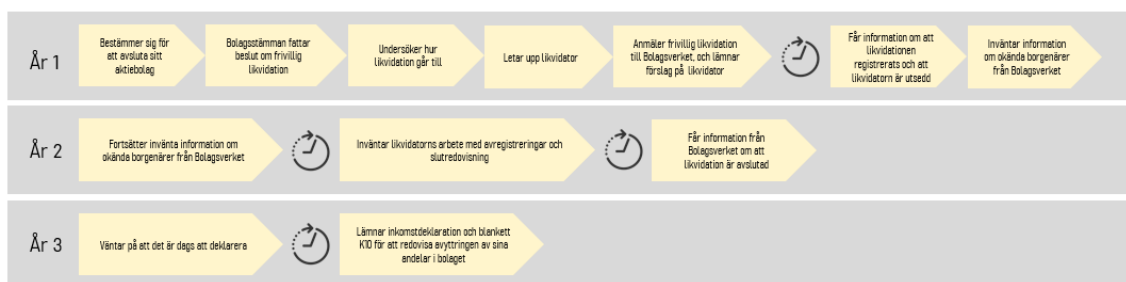 År 1
Bestämmer sig för
att avsluta sitt
aktiebolag
Bolagsstämman fattar
beslut om frivillig
likvidation
Undersöker hur
likvidation går till
Letar upp likvidator
Anmäler frivillig likvidation
till Bolagsverket, och lämnar
förslag på likvidator
Får information om att
likvidationen
registrerats och att
likvidatorn är utsedd
Inväntar information
om okända borgenärer
från Bolagsverket
År 2
Fortsätter invänta information om
okända borgenärer från Bolagsverket
Inväntar likvidatorns arbete med avregistreringar och
slutredovisning
Får information från
Bolagsverket om att
likvidation är avslutad
År 3
Väntar på att det är dags att deklarera
Lämnar inkomstdeklaration och blankett
K10 för att redovisa avyttringen av sina
andelar i bolaget